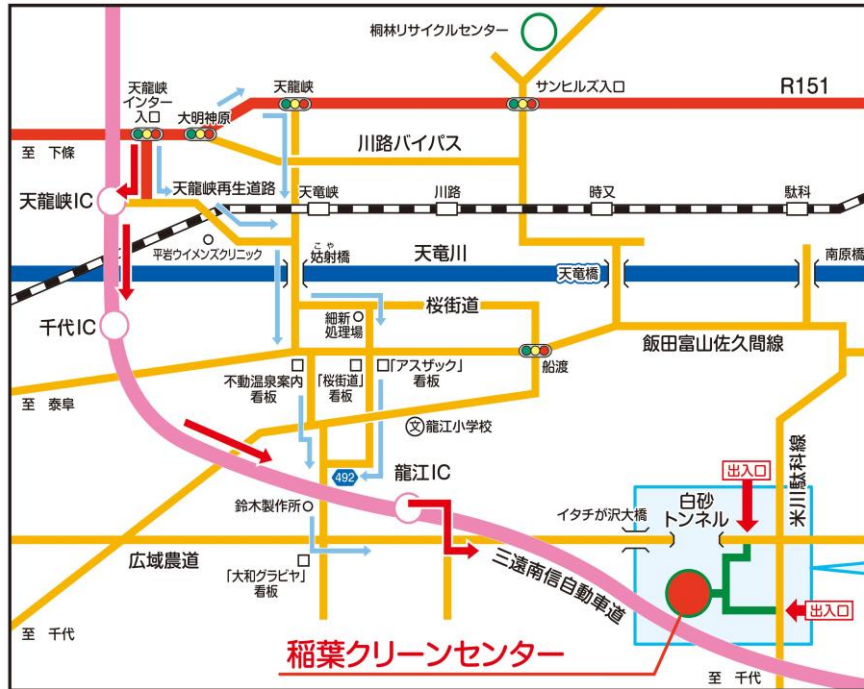 桐林リサイクルセンター
天龍峡
インター
入口
大明神原
天龍峡
サンヒルズ入口
R151
至 下條
川路バイパス
天龍峡IC
天龍峡再生道路
天竜峡
川路
時又
駄科
平岩ウイメンズクリニック
こ や
姑射橋
天竜川
天竜橋
南原橋
千代IC
細新
処理場
桜街道
飯田富山佐久間線
船渡
不動温泉案内
看板
「桜街道」
看板
「アスザック」
看板
至 泰阜
文
龍江小学校
492
龍江IC
米川駄科線
出入口
白砂
トンネル
イタチが沢大橋
鈴木製作所
広域農道
「大和グラビヤ」
看板
三遠南信自動車道
出入口
至 千代
稲葉クリーンセンター
至 千代